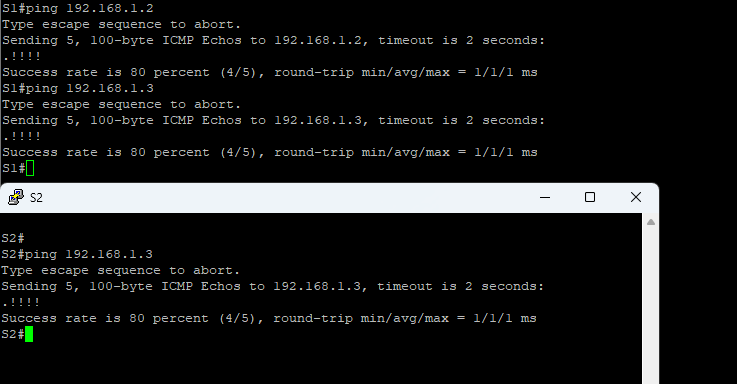 S1#ping 192.168.1.2
Type escape sequence to abort.
Sending 5, 100-byte ICMP Echos to 192.168.1.2, timeout is 2 seconds:
.!!!!
Success rate is 80 percent (4/5), round-trip min/avg/max = 1/1/1 ms
S1#ping 192.168.1.3
Type escape sequence to abort.
Sending 5, 100-byte ICMP Echos to 192.168.1.3, timeout is 2 seconds:
.!!!!
Success rate is 80 percent (4/5), round-trip min/avg/max = 1/1/1 ms
S1#
S2
S2#
S2#ping 192.168.1.3
Type escape sequence to abort.
Sending 5, 100-byte ICMP Echos to 192.168.1.3, timeout is 2 seconds:
.!!!!
Success rate is 80 percent (4/5), round-trip min/avg/max = 1/1/1 ms
S2#